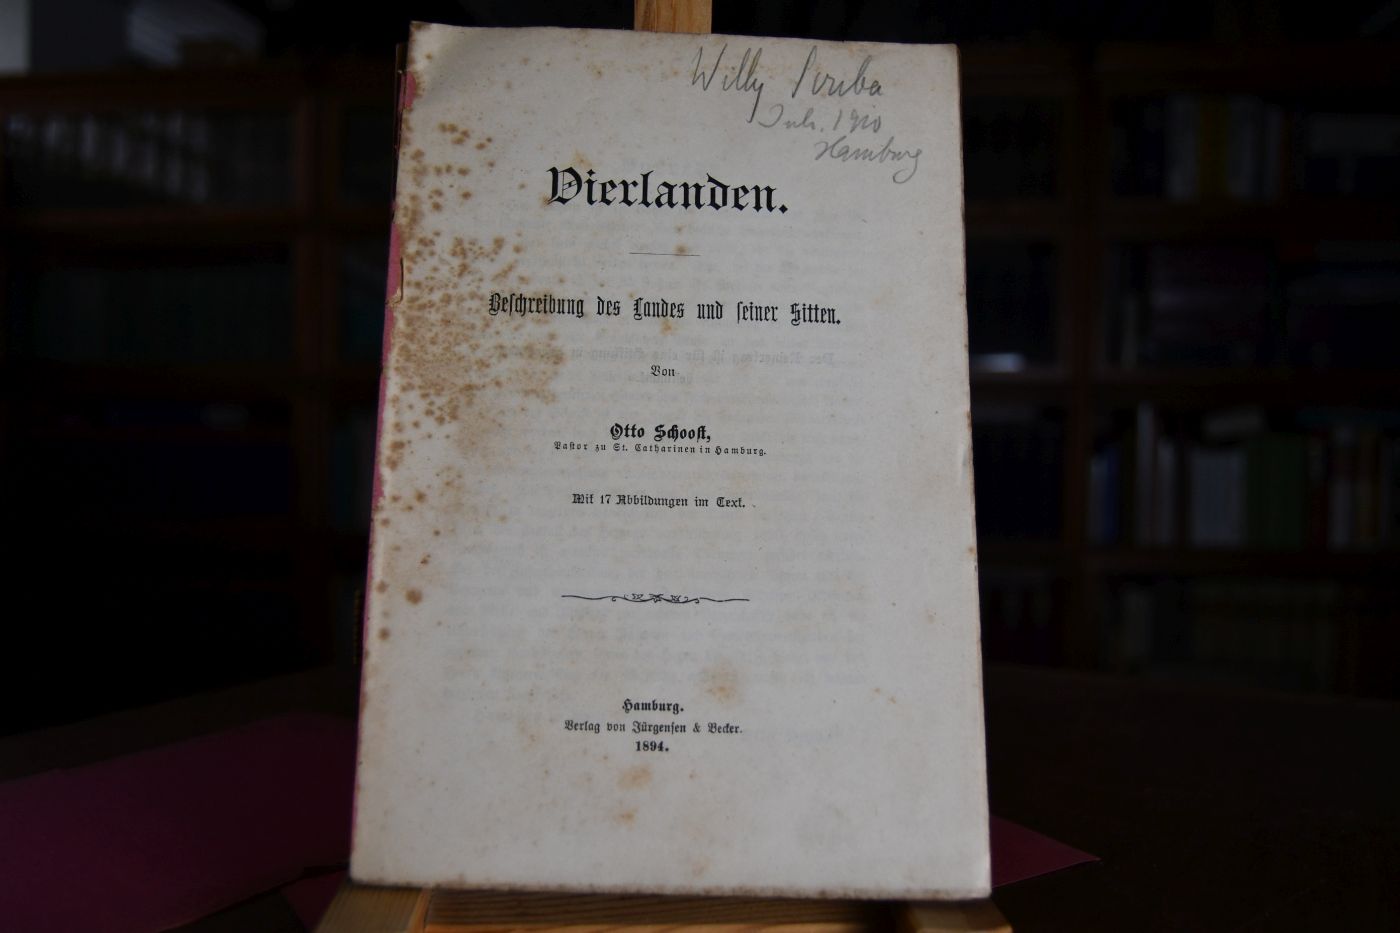 Willy Scriba
Juli. 1910
Hamburg
Vierlanden.
Beschreibung des Landes und seiner Sitten.
Von
Otto Schoost,
Pastor zu St. Catharinen in Hamburg.
Mit 17 Abbildungen im Text.
Hamburg.
Verlag von Jürgensen & Becker.
1894.